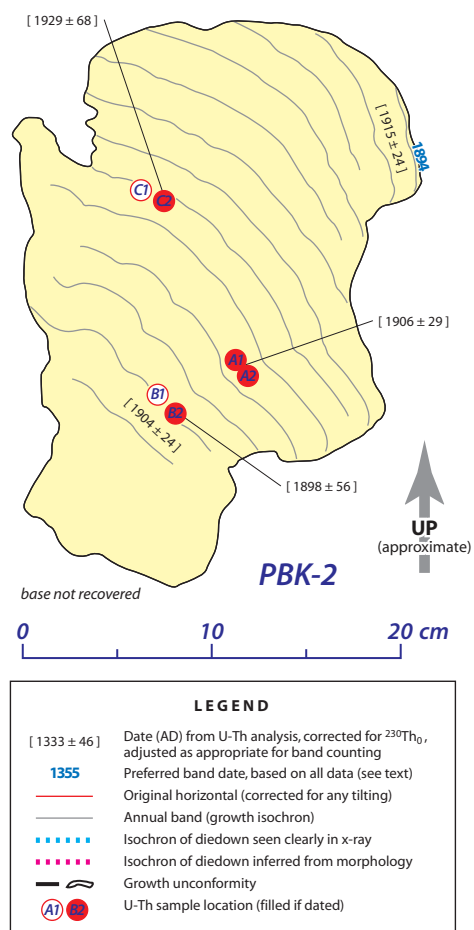 [ 1929 ± 68 ]
[ 1915 ± 24 ]
1894
C1
C2
[ 1906 ± 29 ]
A1
A2
B1
B2
[ 1904 ± 24 ]
[ 1898 ± 56 ]
UP
(approximate)
PBK-2
base not recovered
0 10 20 cm
LEGEND
[ 1333 ± 46 ] Date (AD) from U-Th analysis, corrected for ²³⁰Th₀,
adjusted as appropriate for band counting
1355 Preferred band date, based on all data (see text)
Original horizontal (corrected for any tilting)
Annual band (growth isochron)
Isochron of diedown seen clearly in x-ray
Isochron of diedown inferred from morphology
Growth unconformity
A1 B2 U-Th sample location (filled if dated)